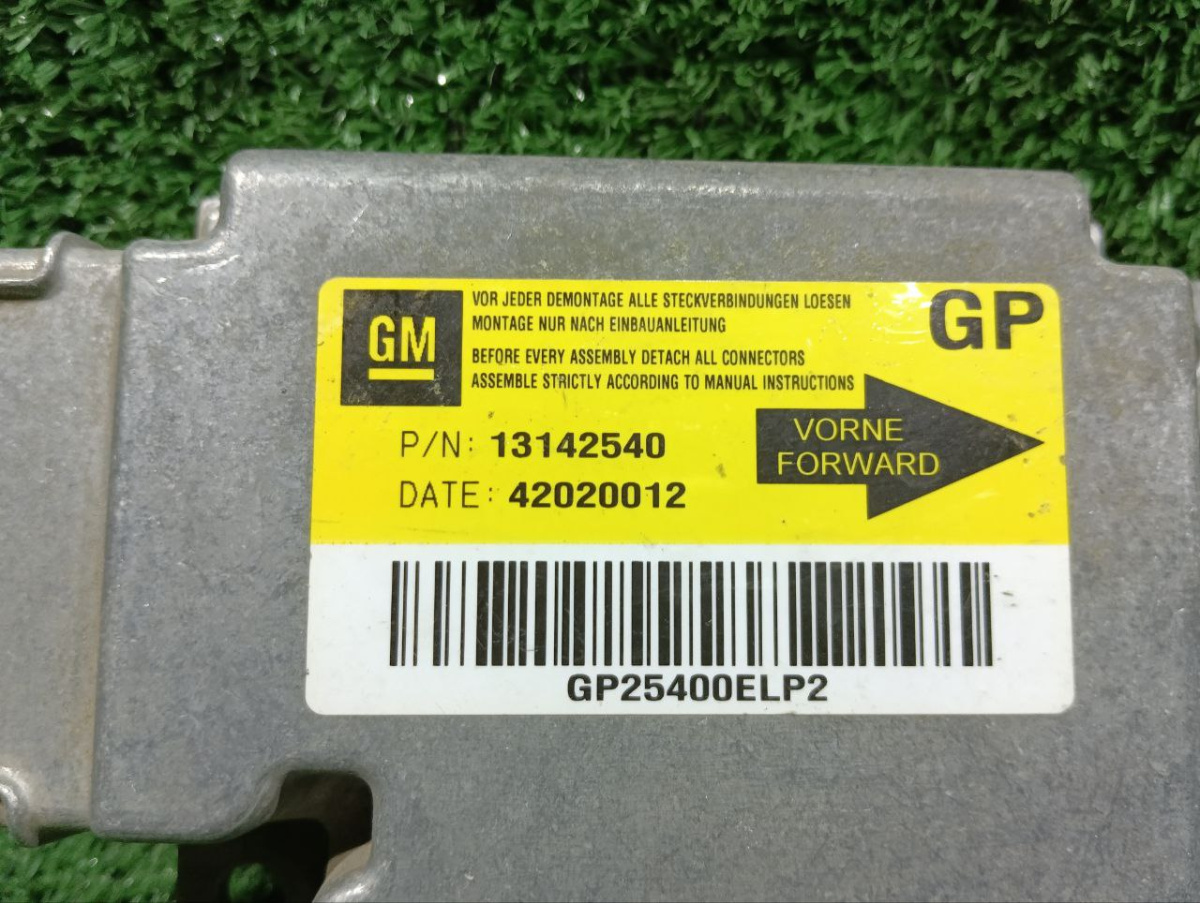 GM
VOR JEDER DEMONTAGE ALLE STECKVERBINDUNGEN LOESEN
MONTAGE NUR NACH EINBAUANLEITUNG
BEFORE EVERY ASSEMBLY DETACH ALL CONNECTORS
ASSEMBLE STRICTLY ACCORDING TO MANUAL INSTRUCTIONS
GP
P/N: 13142540
DATE: 42020012
VORNE
FORWARD
GP25400ELP2